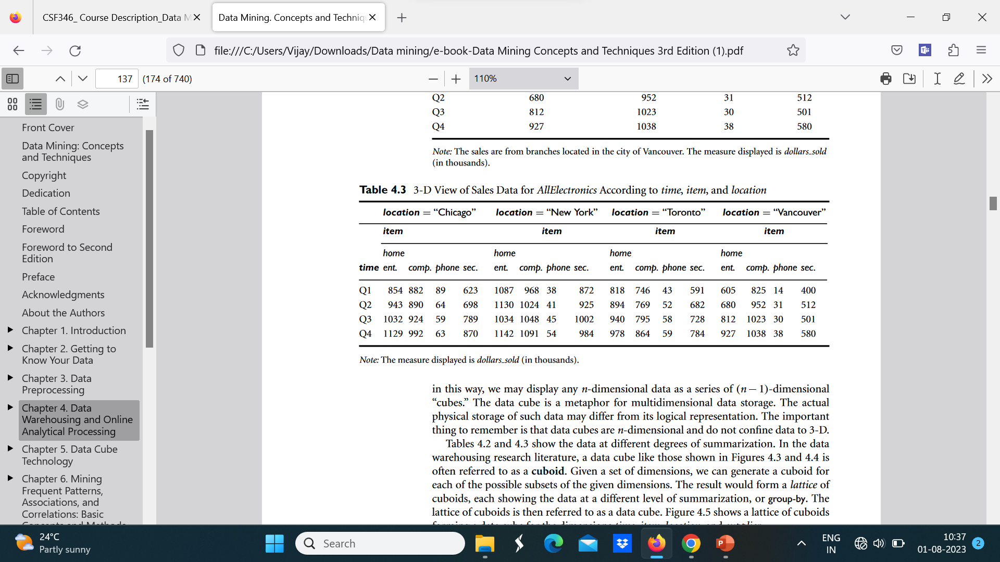 CSF346_ Course Description_Data M
Data Mining. Concepts and Techniq
file:///C:/Users/Vijay/Downloads/Data mining/e-book-Data Mining Concepts and Techniques 3rd Edition (1).pdf
137 (174 of 740)
110%
Front Cover
Data Mining: Concepts
and Techniques
Copyright
Dedication
Table of Contents
Foreword
Foreword to Second
Edition
Preface
Acknowledgments
About the Authors
Chapter 1. Introduction
Chapter 2. Getting to
Know Your Data
Chapter 3. Data
Preprocessing
Chapter 4. Data
Warehousing and Online
Analytical Processing
Chapter 5. Data Cube
Technology
Chapter 6. Mining
Frequent Patterns,
Associations, and
Correlations: Basic
Concepts and Methods
Q2 680 952 31 512
Q3 812 1023 30 501
Q4 927 1038 38 580
Note: The sales are from branches located in the city of Vancouver. The measure displayed is dollars_sold
(in thousands).
Table 4.3 3-D View of Sales Data for AllElectronics According to time, item, and location
location = “Chicago” location = “New York” location = “Toronto” location = “Vancouver”
item item item item
home home home home
time ent. comp. phone sec. ent. comp. phone sec. ent. comp. phone sec. ent. comp. phone sec.
Q1 854 882 89 623 1087 968 38 872 818 746 43 591 605 825 14 400
Q2 943 890 64 698 1130 1024 41 925 894 769 52 682 680 952 31 512
Q3 1032 924 59 789 1034 1048 45 1002 940 795 58 728 812 1023 30 501
Q4 1129 992 63 870 1142 1091 54 984 978 864 59 784 927 1038 38 580
Note: The measure displayed is dollars_sold (in thousands).
in this way, we may display any n-dimensional data as a series of (n − 1)-dimensional
“cubes.” The data cube is a metaphor for multidimensional data storage. The actual
physical storage of such data may differ from its logical representation. The important
thing to remember is that data cubes are n-dimensional and do not confine data to 3-D.
Tables 4.2 and 4.3 show the data at different degrees of summarization. In the data
warehousing research literature, a data cube like those shown in Figures 4.3 and 4.4 is
often referred to as a cuboid. Given a set of dimensions, we can generate a cuboid for
each of the possible subsets of the given dimensions. The result would form a lattice of
cuboids, each showing the data at a different level of summarization, or group-by. The
lattice of cuboids is then referred to as a data cube. Figure 4.5 shows a lattice of cuboids
forming a data cube for the dimensions time, item, location, and supplier.
24°C
Partly sunny
Search
ENG
IN
10:37
01-08-2023
2